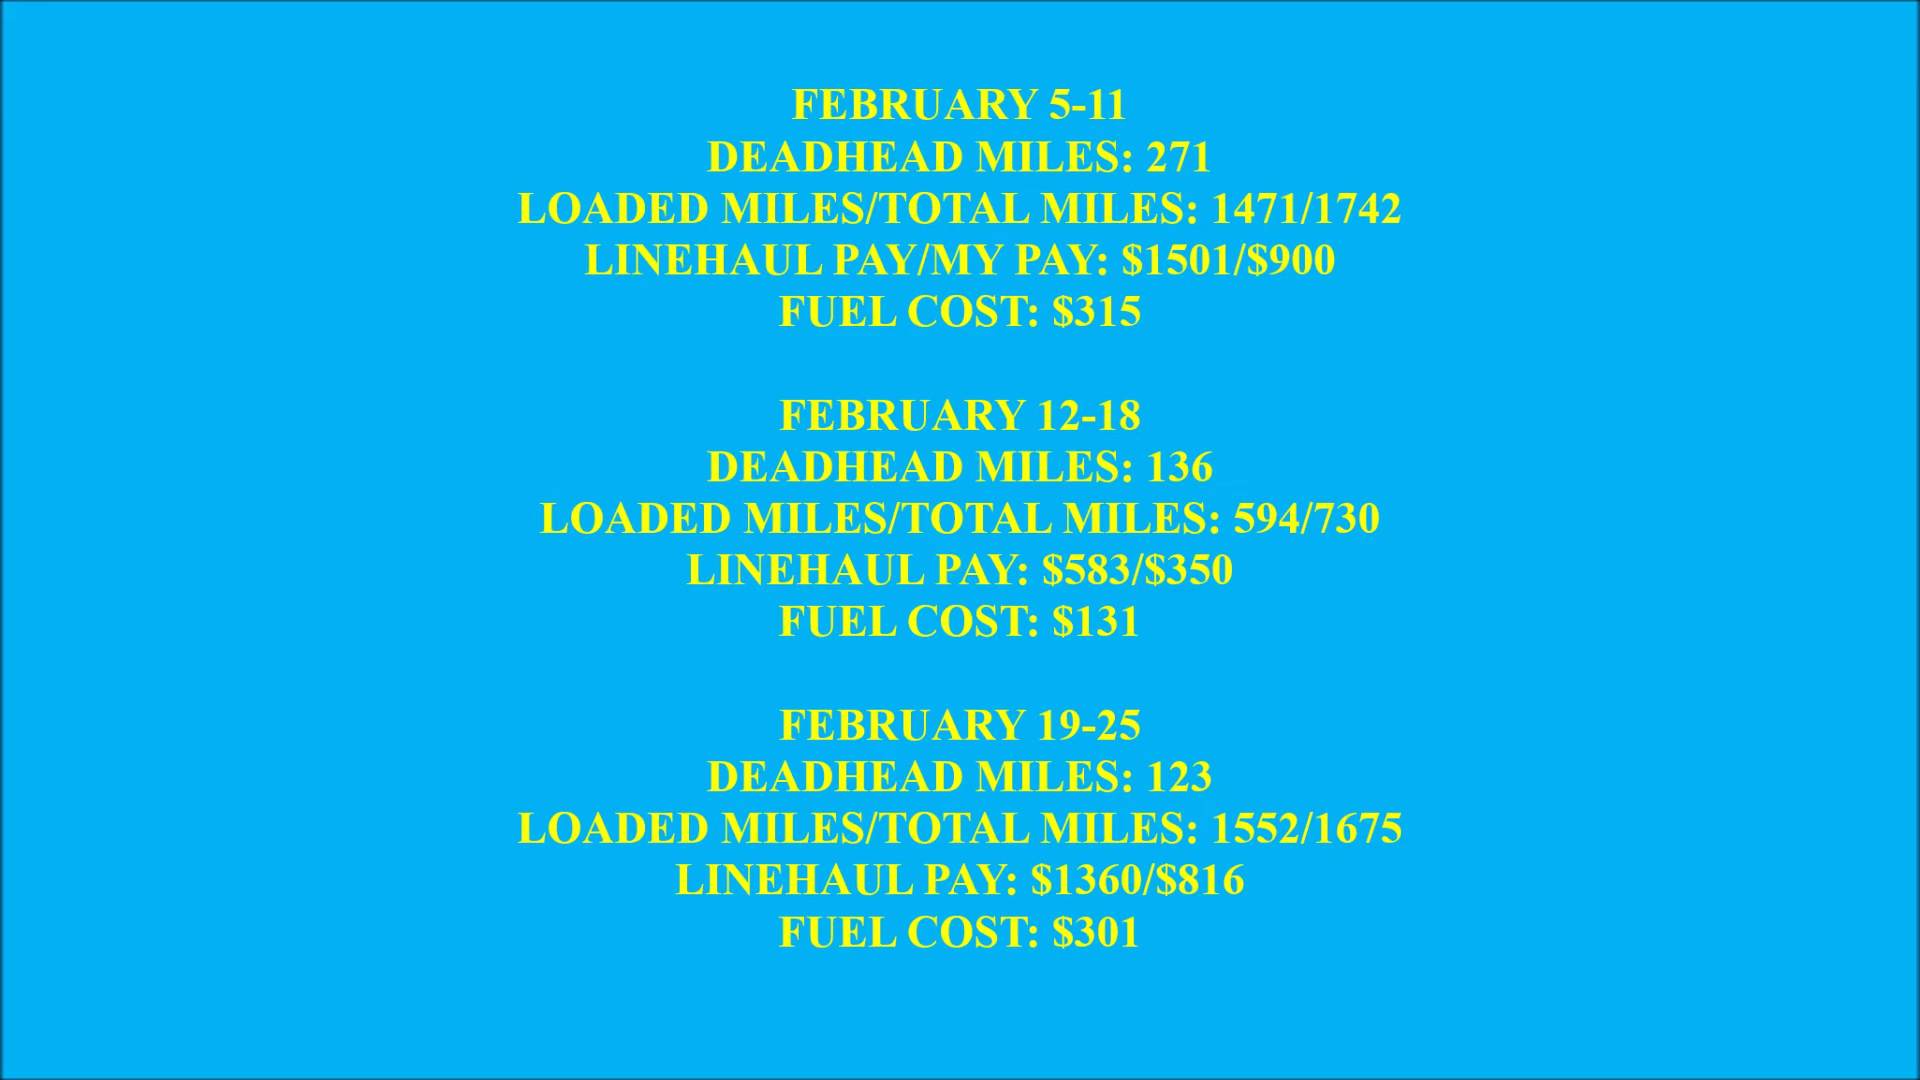 FEBRUARY 5-11
DEADHEAD MILES: 271
LOADED MILES/TOTAL MILES: 1471/1742
LINEHAUL PAY/MY PAY: $1501/$900
FUEL COST: $315
FEBRUARY 12-18
DEADHEAD MILES: 136
LOADED MILES/TOTAL MILES: 594/730
LINEHAUL PAY: $583/$350
FUEL COST: $131
FEBRUARY 19-25
DEADHEAD MILES: 123
LOADED MILES/TOTAL MILES: 1552/1675
LINEHAUL PAY: $1360/$816
FUEL COST: $301